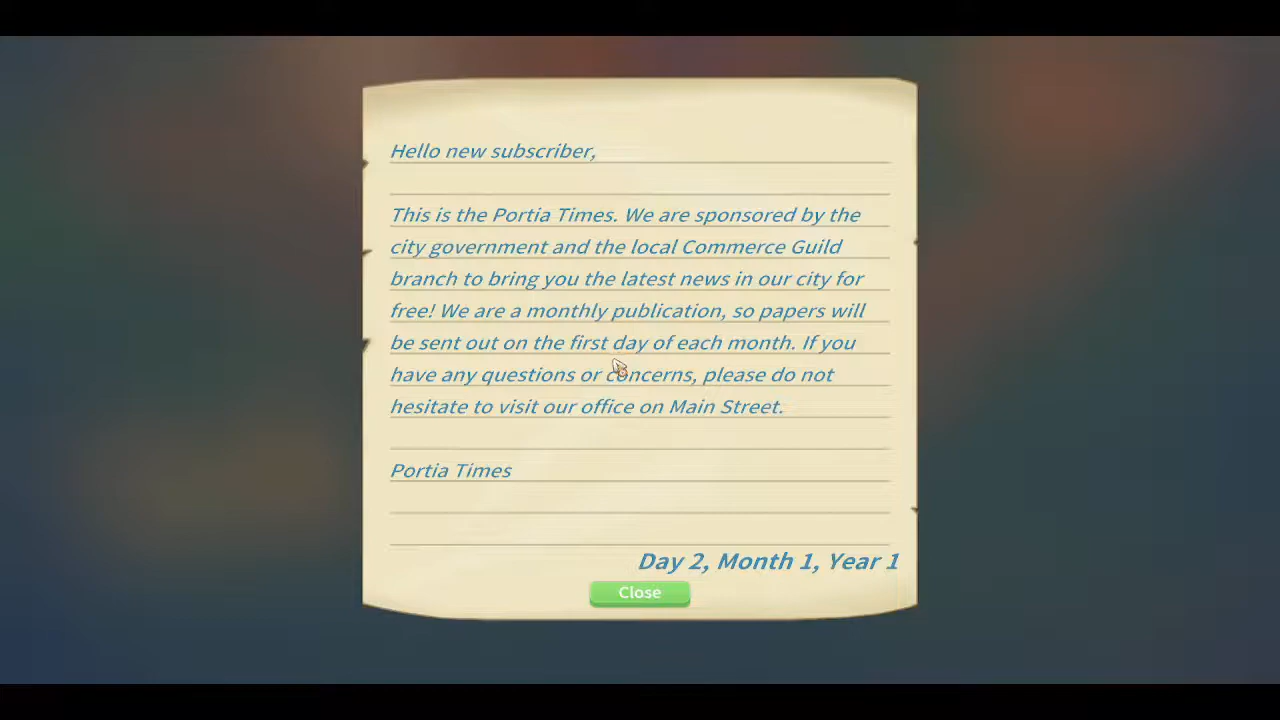 Hello new subscriber,
This is the Portia Times. We are sponsored by the
city government and the local Commerce Guild
branch to bring you the latest news in our city for
free! We are a monthly publication, so papers will
be sent out on the first day of each month. If you
have any questions or concerns, please do not
hesitate to visit our office on Main Street.
Portia Times
Day 2, Month 1, Year 1
Close